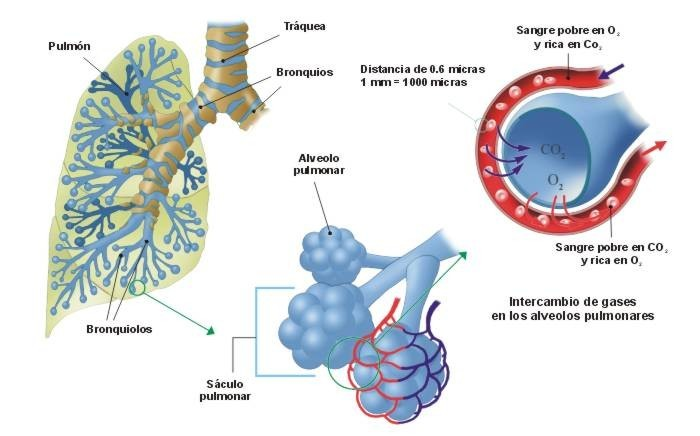 Pulmón
Tráquea
Bronquios
Bronquiolos
Alveolo
pulmonar
Sáculo
pulmonar
Distancia de 0.6 micras
1 mm = 1000 micras
Sangre pobre en O₂
y rica en Co₂
CO₂
O₂
Sangre pobre en CO₂
y rica en O₂
Intercambio de gases
en los alveolos pulmonares